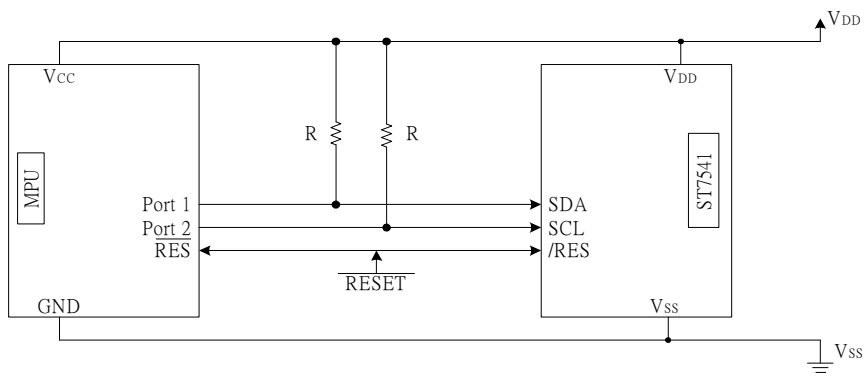 VDD
VCC
VDD
R
R
MPU
ST7541
Port 1
SDA
Port 2
SCL
RES
/RES
RESET
GND
VSS
VSS